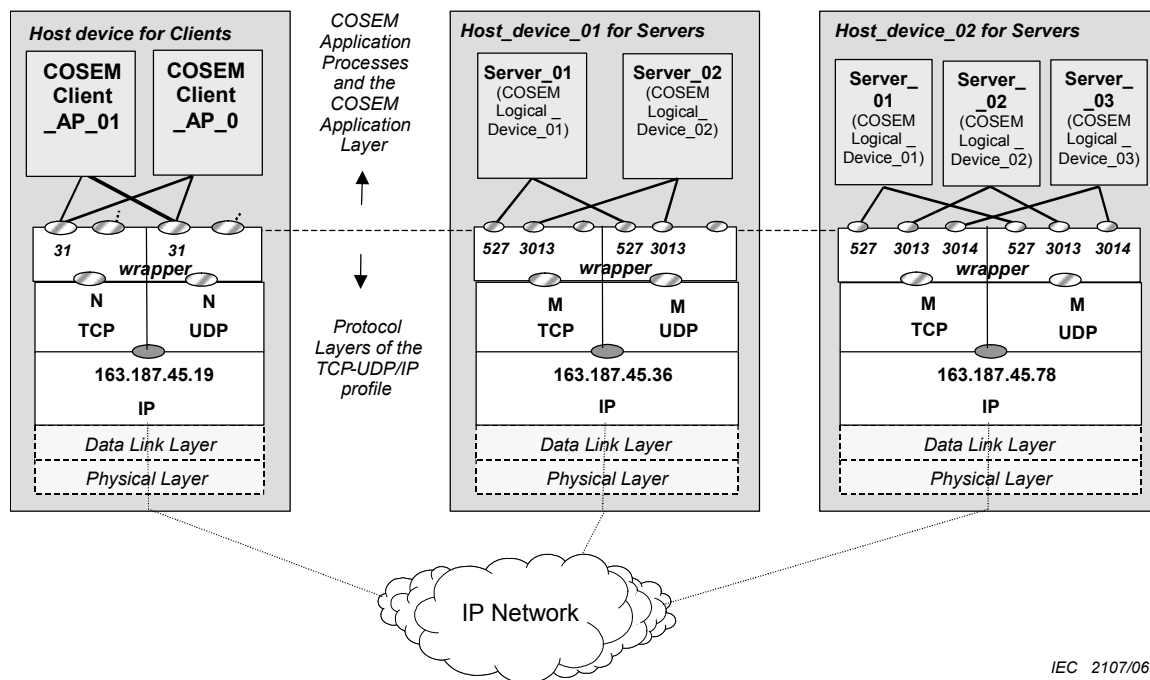 Host device for Clients
COSEM
Client
_AP_01
COSEM
Client
_AP_0
31
31
wrapper
N
N
TCP
UDP
163.187.45.19
IP
Data Link Layer
Physical Layer
COSEM
Application
Processes
and the
COSEM
Application
Layer
Protocol
Layers of the
TCP-UDP/IP
profile
Host_device_01 for Servers
Server_01
(COSEM
Logical_
Device_01)
Server_02
(COSEM
Logical_
Device_02)
527
3013
527
3013
wrapper
M
M
TCP
UDP
163.187.45.36
IP
Data Link Layer
Physical Layer
Host_device_02 for Servers
Server_
_01
(COSEM
Logical _
Device_01)
Server_
_02
(COSEM
Logical _
Device_02)
Server_
_03
(COSEM
Logical _
Device_03)
527
3013
3014
527
3013
3014
wrapper
M
M
TCP
UDP
163.187.45.78
IP
Data Link Layer
Physical Layer
IP Network
IEC 2107/06